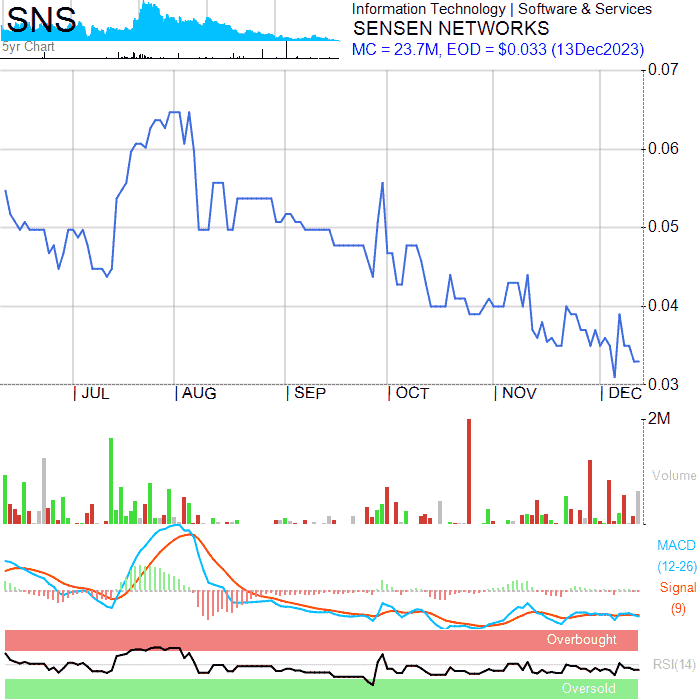 SNS
5yr Chart
Information Technology | Software & Services
SENSEN NETWORKS
MC = 23.7M, EOD = $0.033 (13Dec2023)
0.07
0.06
0.05
0.04
0.03
| JUL | AUG | SEP | OCT | NOV | DEC
2M
Volume
MACD
(12-26)
Signal
(9)
Overbought
RSI(14)
Oversold